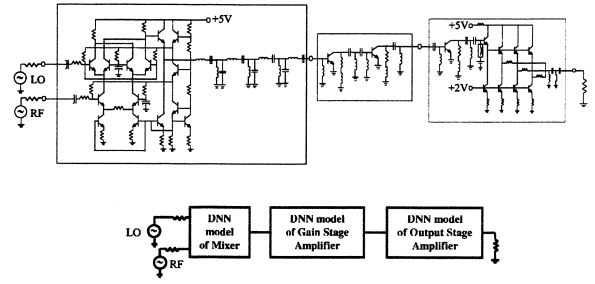 +5V
+5V
LO
RF
+2V
DNN model of Mixer
DNN model of Gain Stage Amplifier
DNN model of Output Stage Amplifier
LO
RF